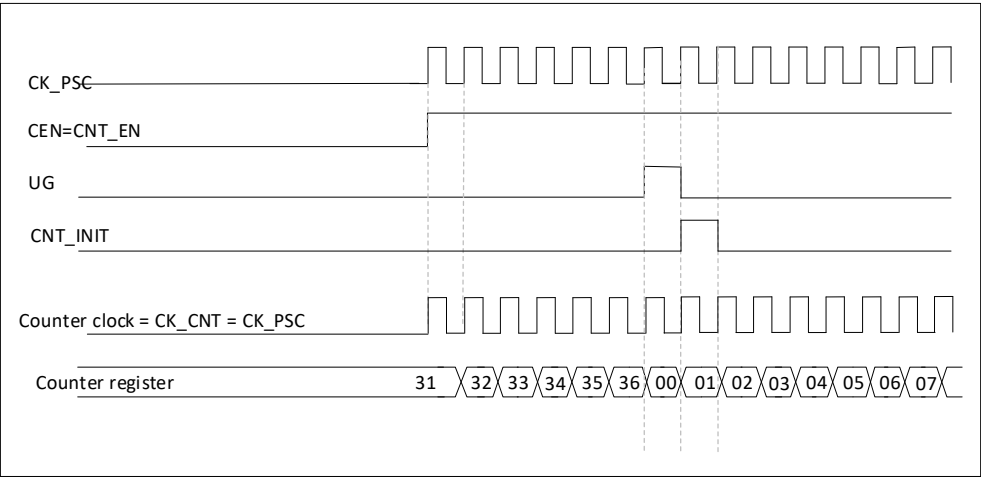 CK_PSC
CEN=CNT_EN
UG
CNT_INIT
Counter clock = CK_CNT = CK_PSC
Counter register 31 32 33 34 35 36 00 01 02 03 04 05 06 07